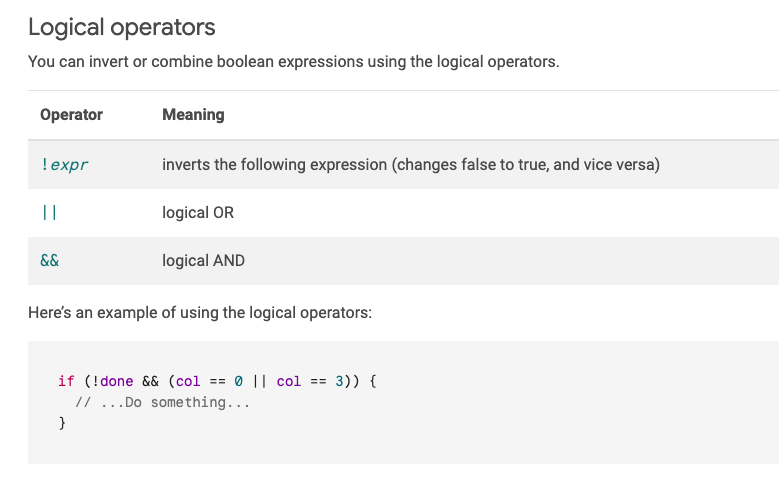 Logical operators
You can invert or combine boolean expressions using the logical operators.
Operator Meaning
!expr inverts the following expression (changes false to true, and vice versa)
|| logical OR
&& logical AND
Here’s an example of using the logical operators:
if (!done && (col == 0 || col == 3)) {
  // ...Do something...
}